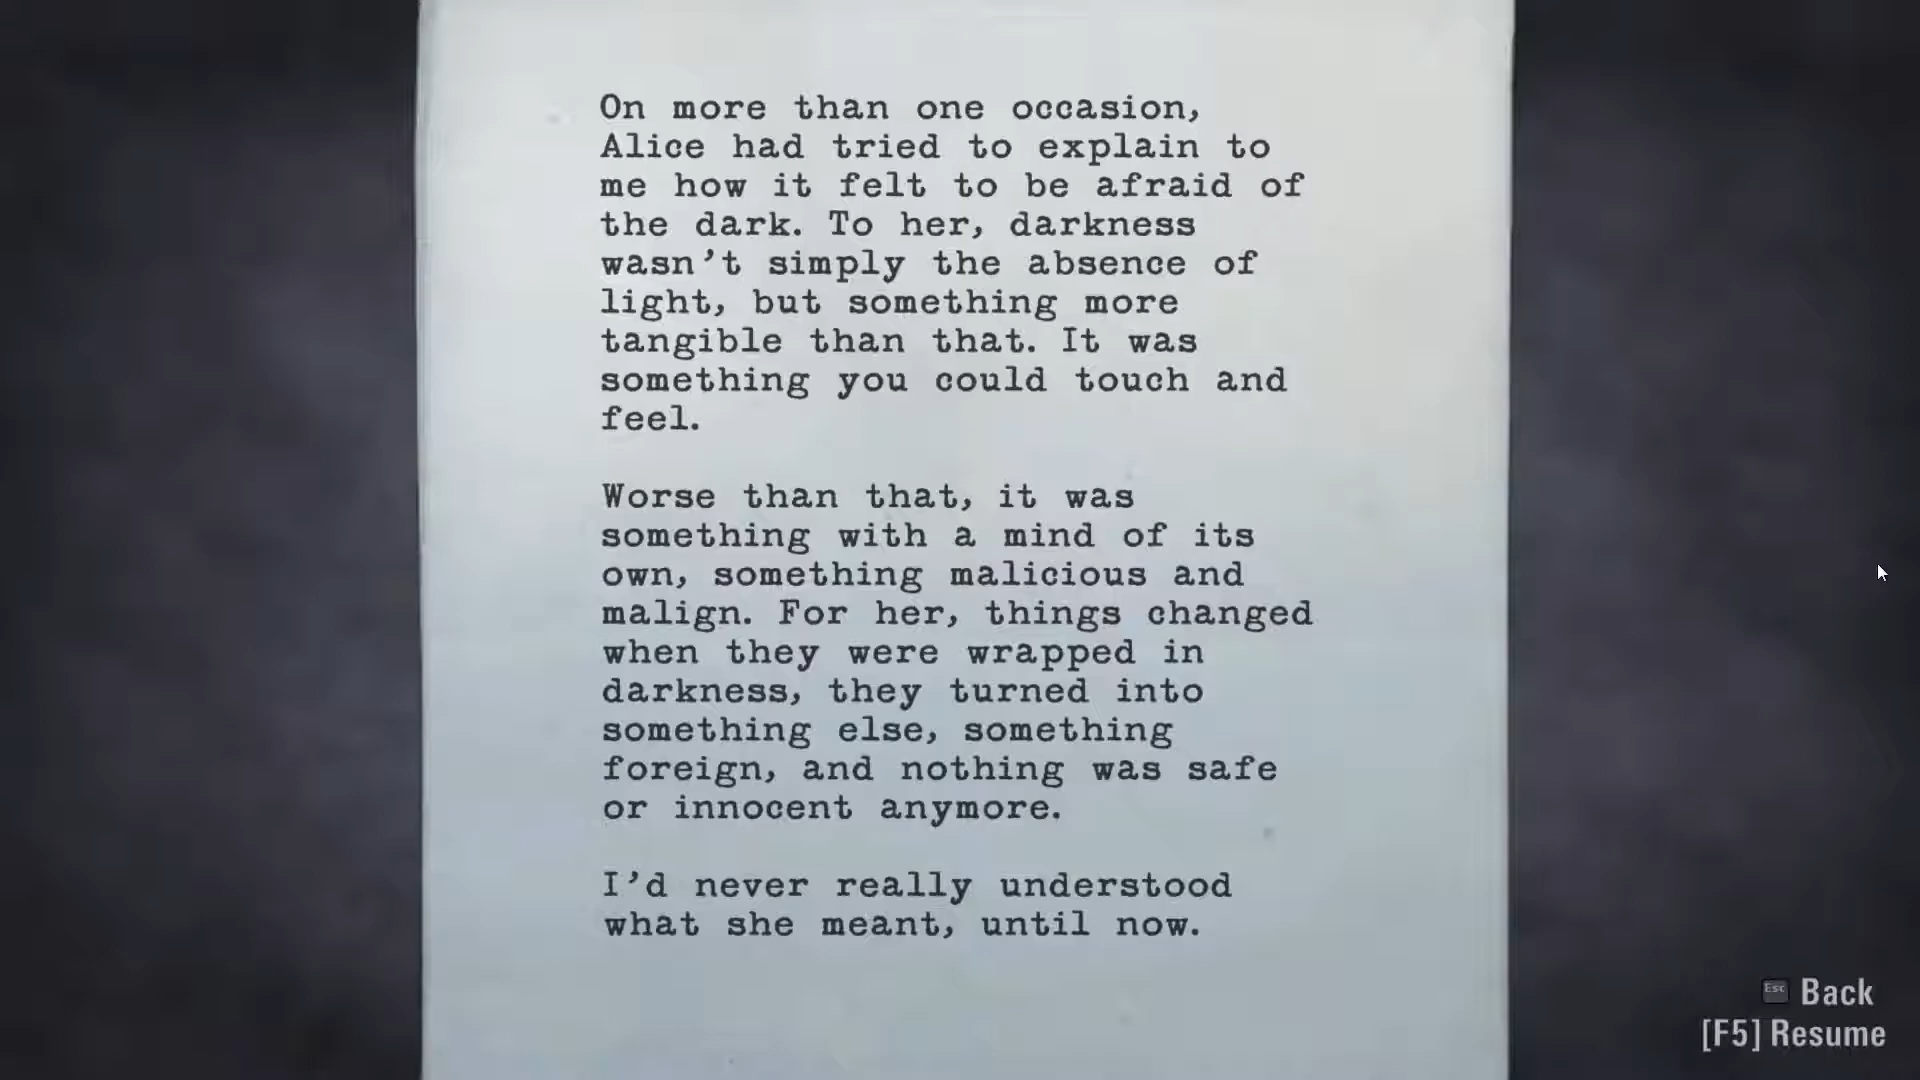 On more than one occasion,
Alice had tried to explain to
me how it felt to be afraid of
the dark. To her, darkness
wasn't simply the absence of
light, but something more
tangible than that. It was
something you could touch and
feel.
Worse than that, it was
something with a mind of its
own, something malicious and
malign. For her, things changed
when they were wrapped in
darkness, they turned into
something else, something
foreign, and nothing was safe
or innocent anymore.
I'd never really understood
what she meant, until now.
Esc Back
[F5] Resume